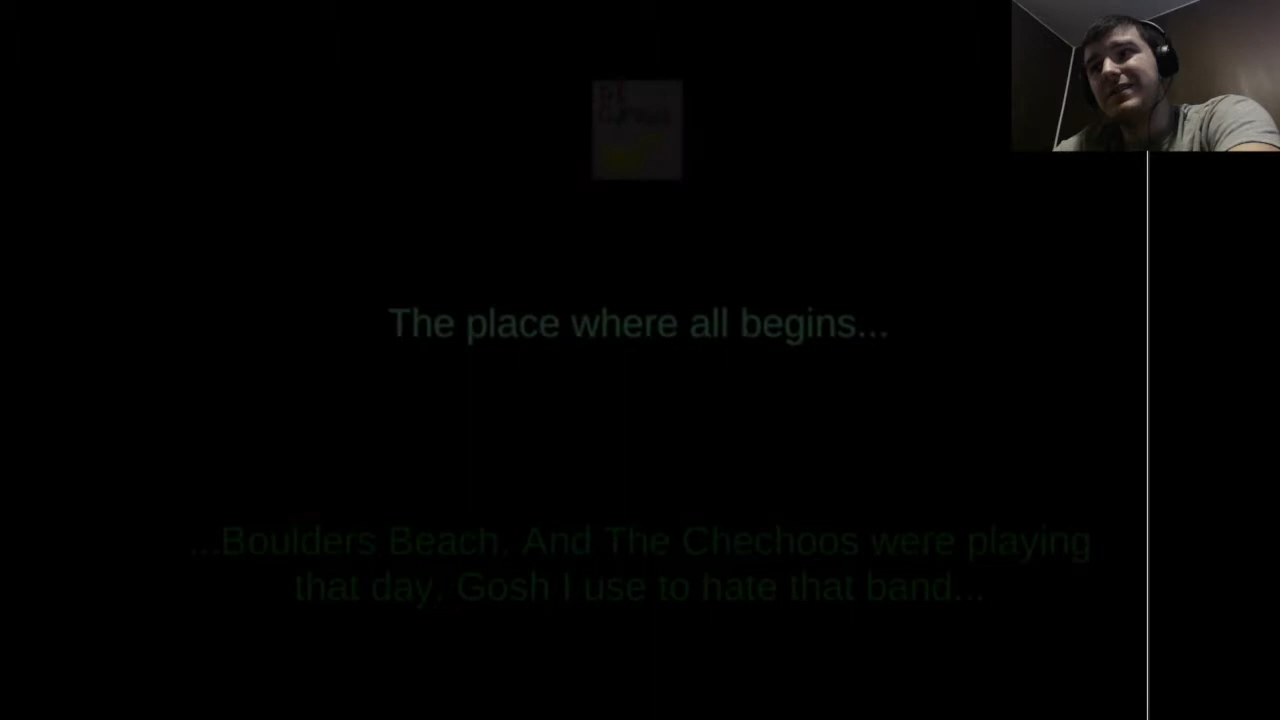 The place where all begins...
...Boulders Beach. And The Chechoos were playing
that day. Gosh I use to hate that band...